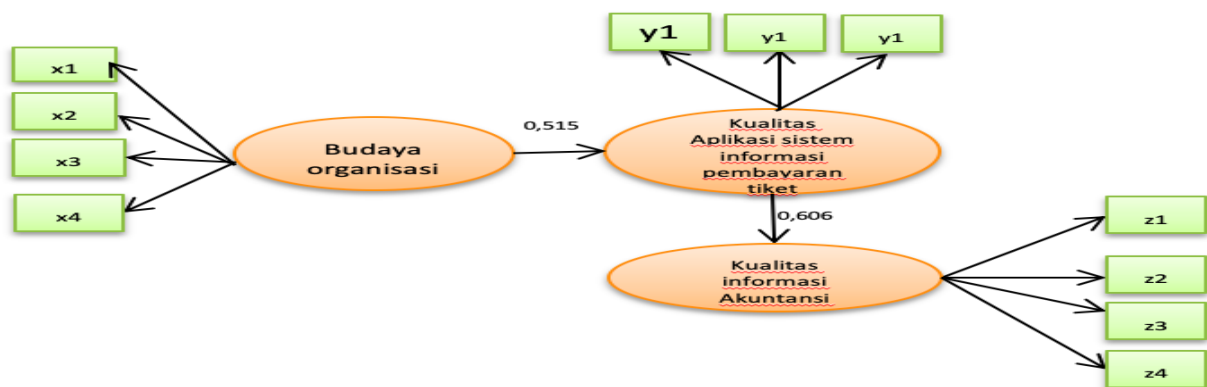 y1
y1
y1
x1
x2
x3
x4
Budaya
organisasi
0,515
Kualitas
Aplikasi sistem
informasi
pembayaran
tiket
0,606
Kualitas
informasi
Akuntansi
z1
z2
z3
z4